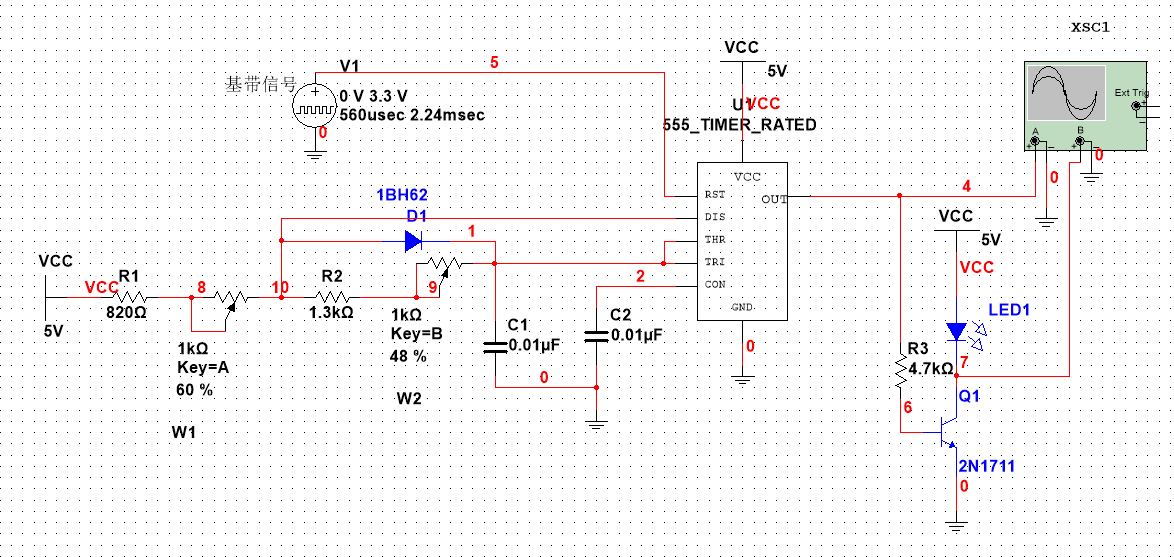 XSC1
VCC
5V
V1
5
基带信号
0 V 3.3 V
560usec 2.24msec
0
U1
VCC
555_TIMER_RATED
Ext Trig
+
A
B
0
0
VCC
RST
DIS
THR
TRI
CON
GND
OUT
4
1BH62
D1
1
VCC
5V
VCC
VCC
5V
VCC
R1
820Ω
8
10
R2
1.3kΩ
9
2
LED1
1kΩ
Key=A
60 %
W1
1kΩ
Key=B
48 %
W2
C1
0.01µF
C2
0.01µF
0
0
R3
4.7kΩ
7
6
Q1
2N1711
0